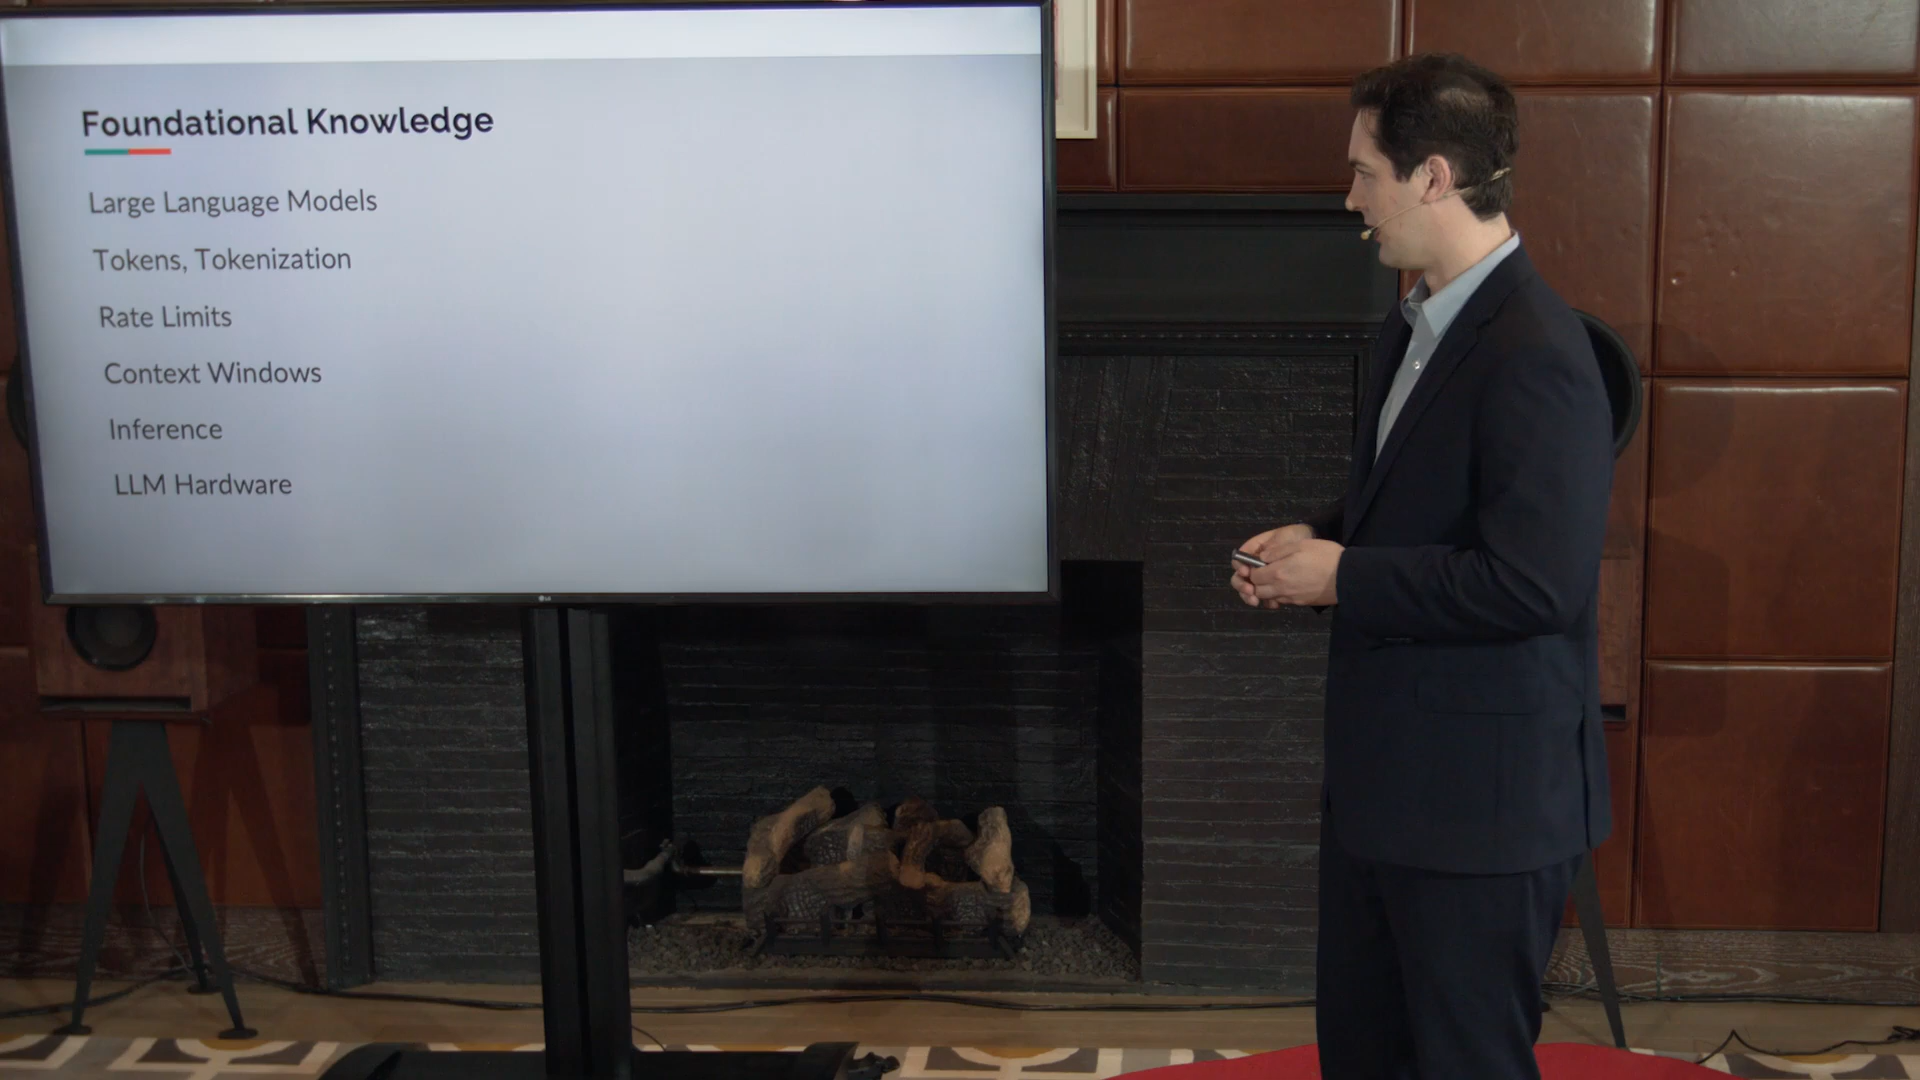 Foundational Knowledge
Large Language Models
Tokens, Tokenization
Rate Limits
Context Windows
Inference
LLM Hardware